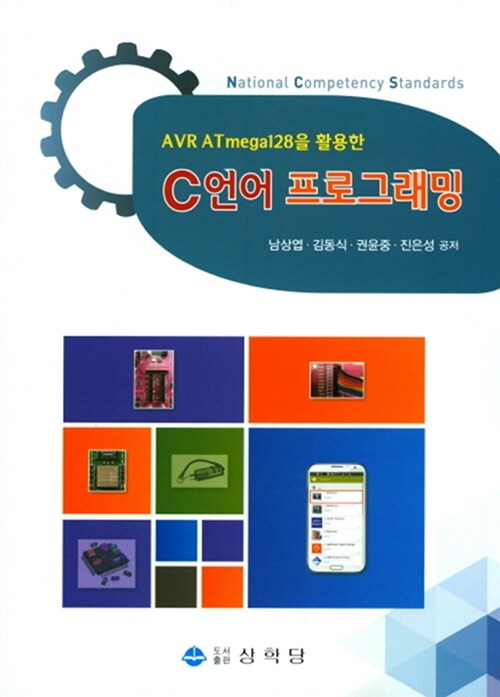 National Competency Standards
AVR ATmega128을 활용한
C언어 프로그래밍
남상엽 · 김동식 · 권윤중 · 진은성 공저
도서
출판
상학당